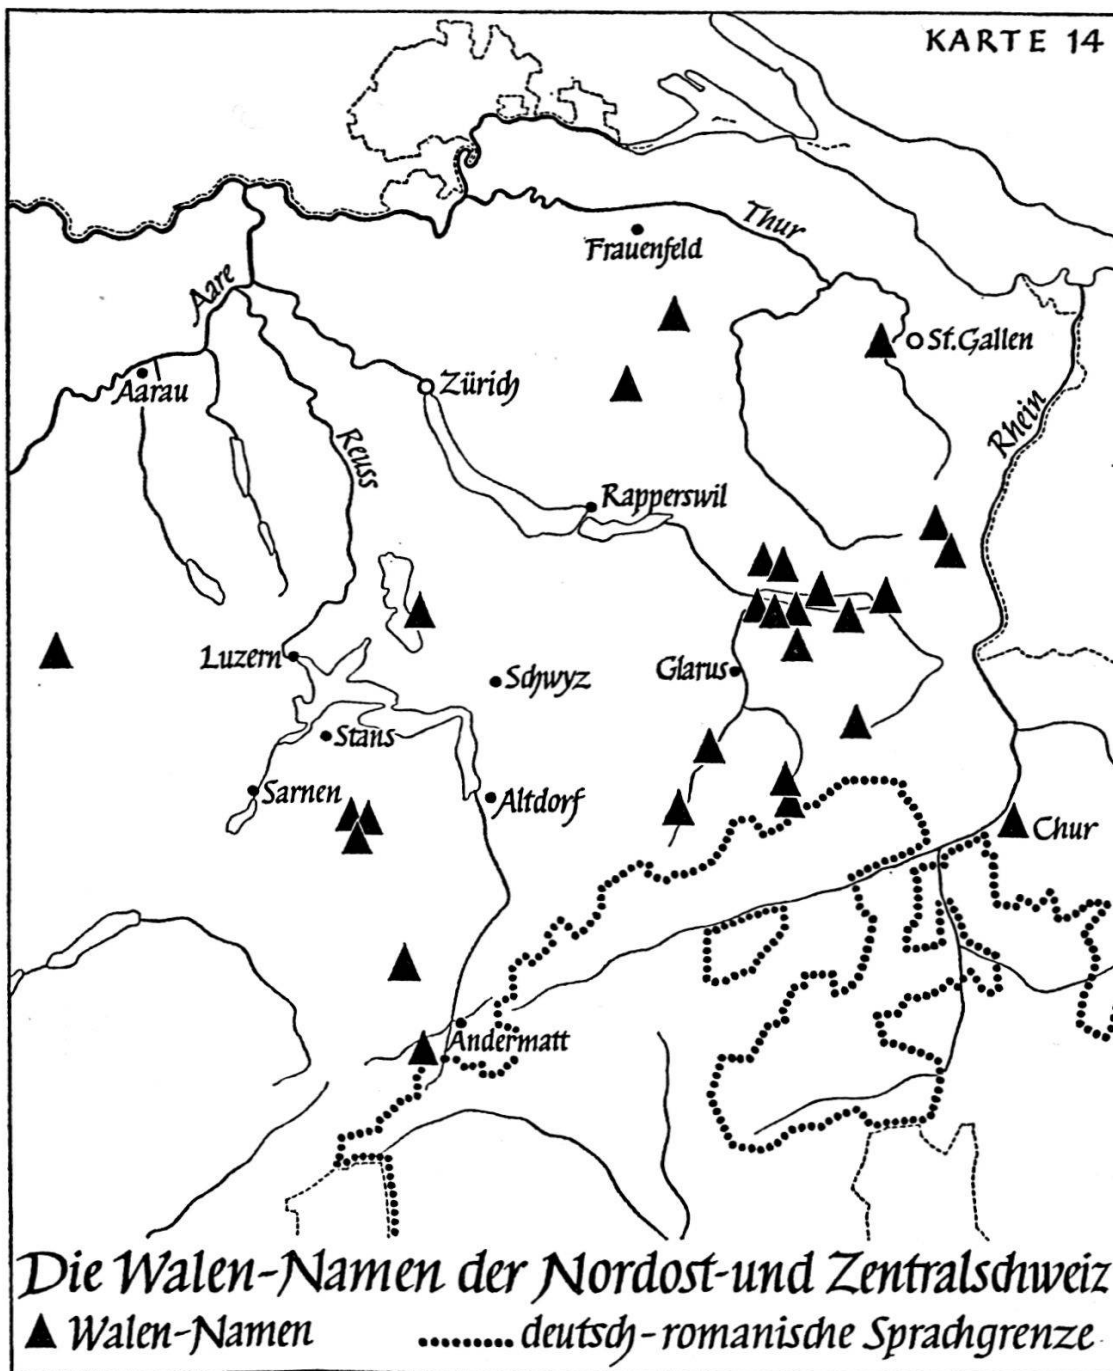 KARTE 14
Thur
Frauenfeld
Aare
St. Gallen
Aarau
Zürich
Rhein
Reuss
Rapperswil
Luzern
Schwyz
Glarus
Stans
Sarnen
Altdorf
Chur
Andermatt
Die Walen-Namen der Nordost- und Zentralschweiz
Walen-Namen
deutsch-romanische Sprachgrenze